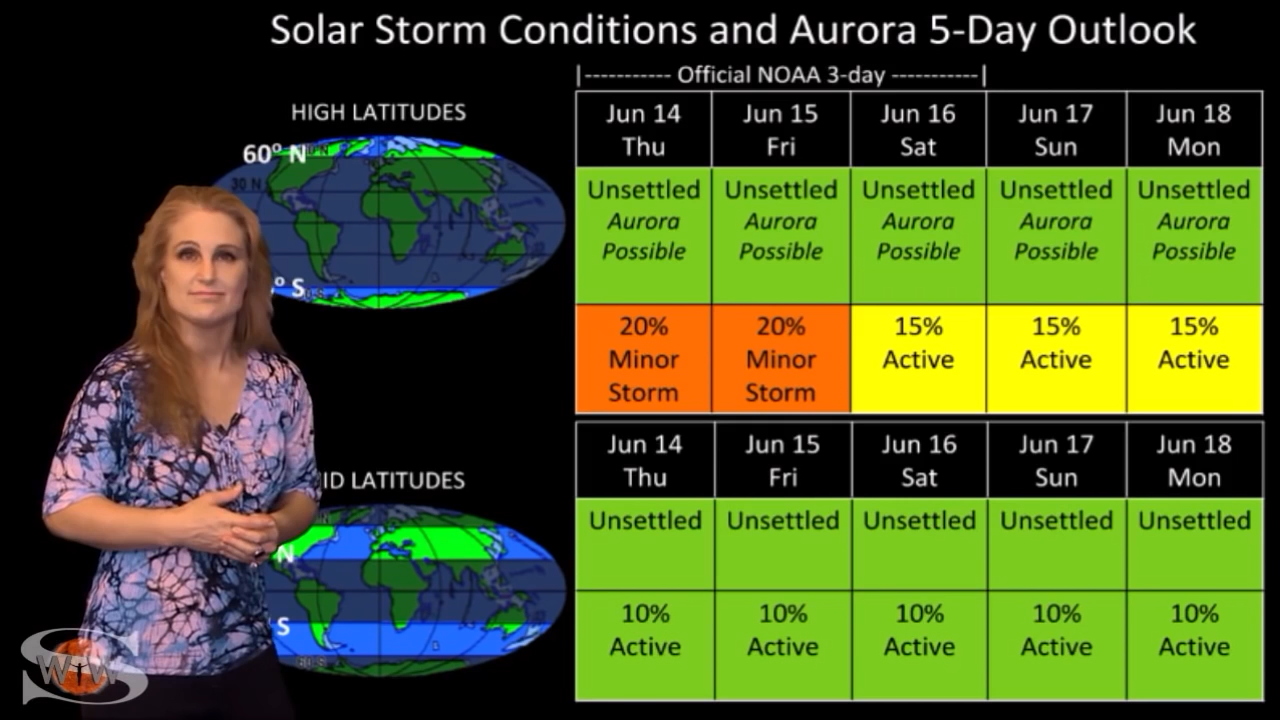 Solar Storm Conditions and Aurora 5-Day Outlook
|----------- Official NOAA 3-day -----------|
HIGH LATITUDES
60º N
30 N
º S
Jun 14 Jun 15 Jun 16 Jun 17 Jun 18
Thu Fri Sat Sun Mon
Unsettled Unsettled Unsettled Unsettled Unsettled
Aurora Aurora Aurora Aurora Aurora
Possible Possible Possible Possible Possible
20% 20% 15% 15% 15%
Minor Minor Active Active Active
Storm Storm
ID LATITUDES
N
S
60 S
Jun 14 Jun 15 Jun 16 Jun 17 Jun 18
Thu Fri Sat Sun Mon
Unsettled Unsettled Unsettled Unsettled Unsettled
10% 10% 10% 10% 10%
Active Active Active Active Active
SWTW